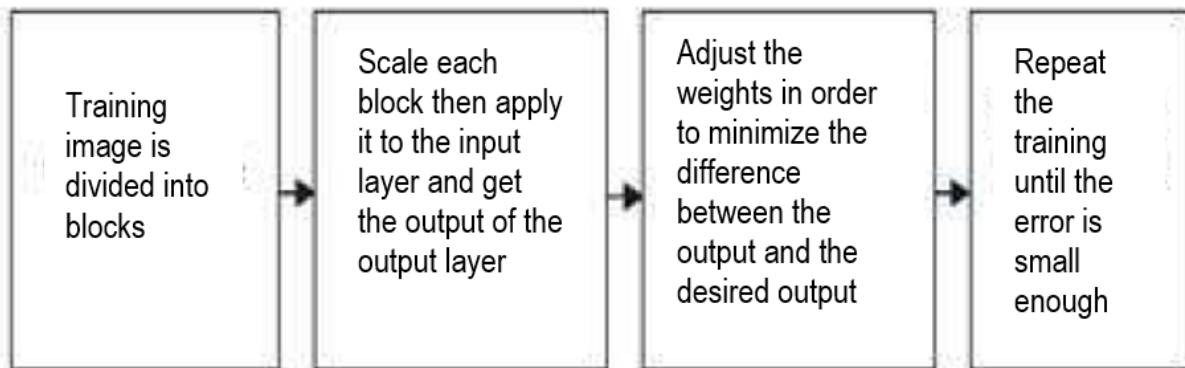 Training
image is
divided into
blocks
Scale each
block then apply
it to the input
layer and get
the output of the
output layer
Adjust the
weights in order
to minimize the
difference
between the
output and the
desired output
Repeat
the
training
until the
error is
small
enough